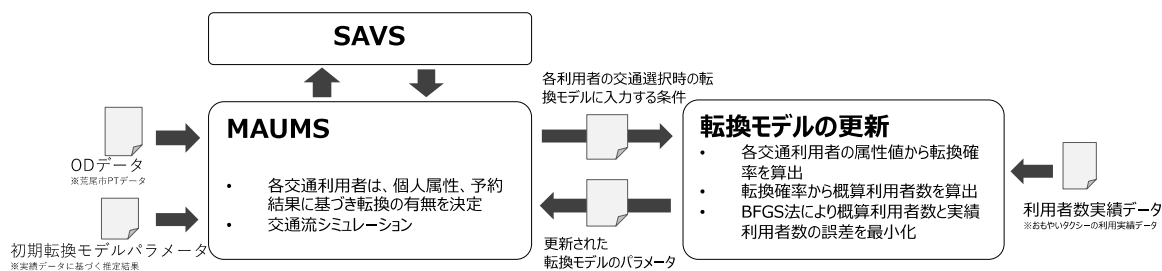 SAVS
各利用者の交通選択時の転
換モデルに入力する条件
MAUMS
• 各交通利用者は、個人属性、予約
結果に基づき転換の有無を決定
• 交通流シミュレーション
ODデータ
※荒尾市PTデータ
初期転換モデルパラメータ
※実績データに基づく推定結果
更新された
転換モデルのパラメータ
転換モデルの更新
• 各交通利用者の属性値から転換確
率を算出
• 転換確率から概算利用者数を算出
• BFGS法により概算利用者数と実績
利用者数の誤差を最小化
利用者数実績データ
※おもやいタクシーの利用実績データ